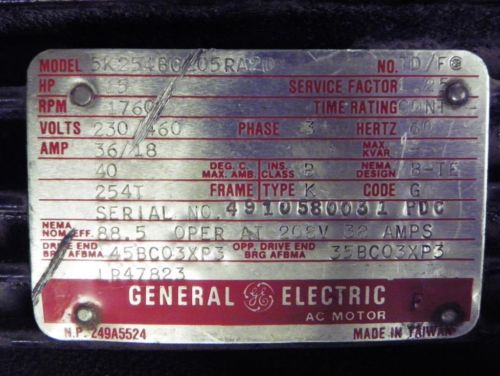 MODEL 5K254BC205RA2D NO. TD/F
HP 15 SERVICE FACTOR 1.25
RPM 1760 TIME RATING CONT
VOLTS 230/460 PHASE 3 HERTZ 60
AMP 36/18 MAX. KVAR -
40 DEG. C. MAX. AMB. INS. CLASS B NEMA DESIGN B-TE
254T FRAME TYPE K CODE G
SERIAL NO. 4910580031 PDC
NEMA NOM. EFF. 88.5 OPER AT 208V 38 AMPS
DRIVE END BRG AFBMA 45BC03XP3 OPP. DRIVE END BRG AFBMA 35BC03XP3
LR47823
GENERAL GE ELECTRIC
AC MOTOR
N.P. 249A5524 MADE IN TAIWAN